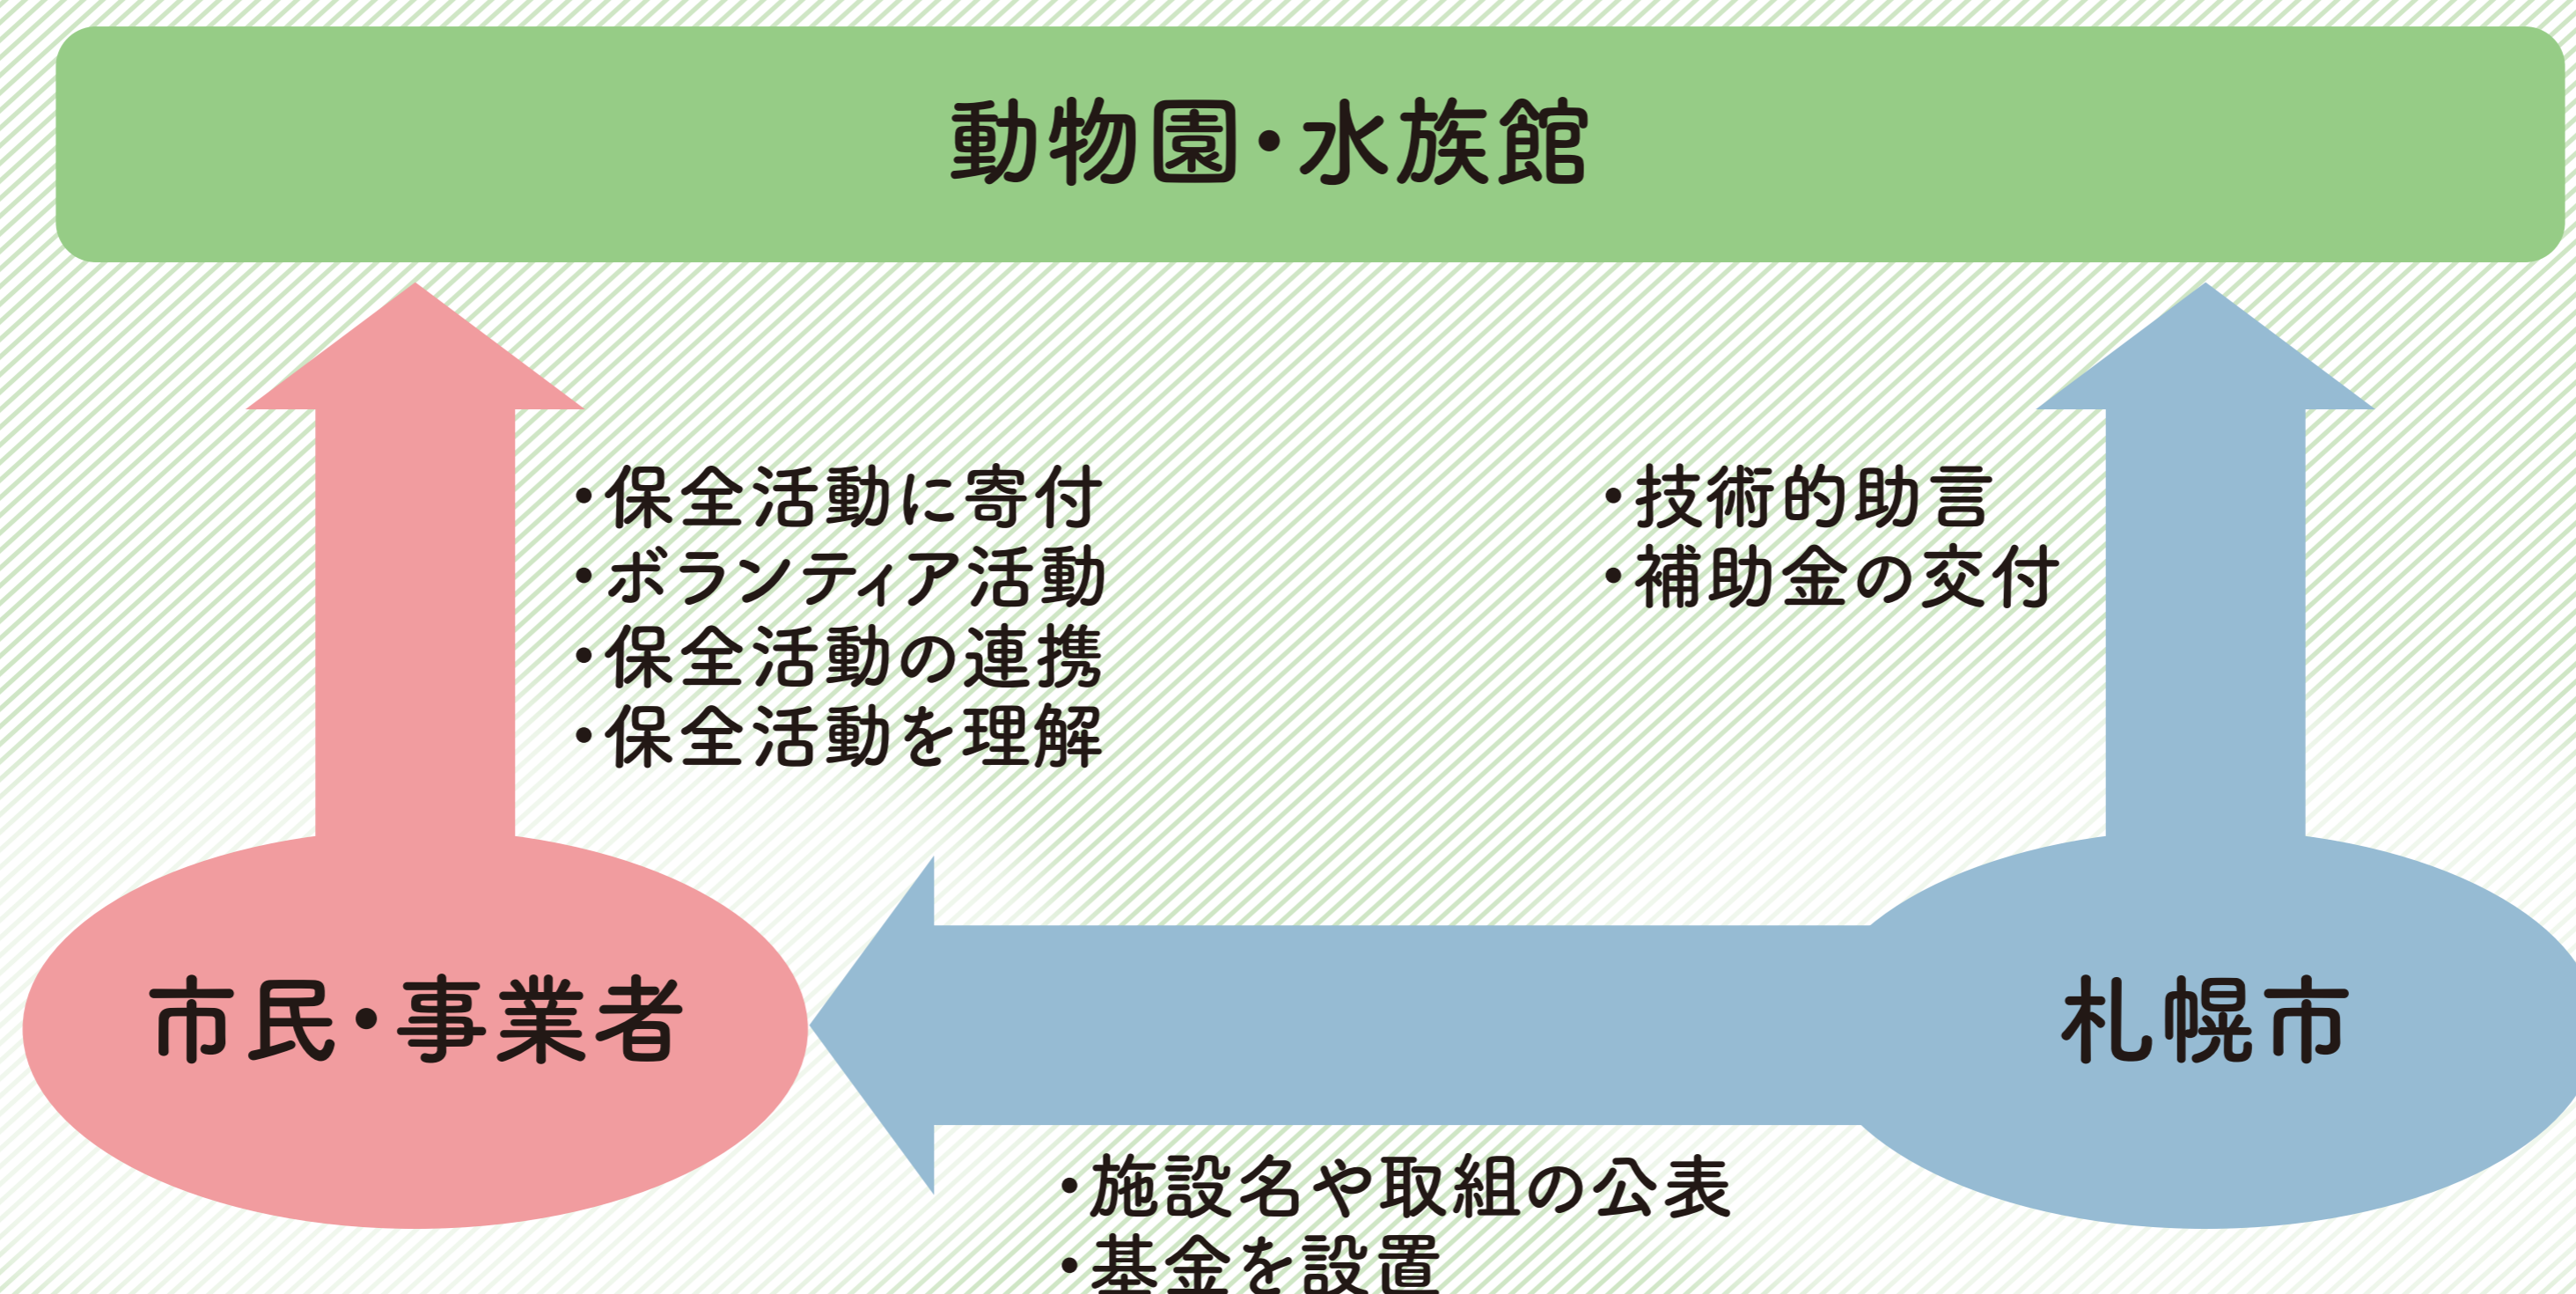 動物園・水族館
・保全活動に寄付
・ボランティア活動
・保全活動の連携
・保全活動を理解
・技術的助言
・補助金の交付
市民・事業者
札幌市
・施設名や取組の公表
・基金を設置